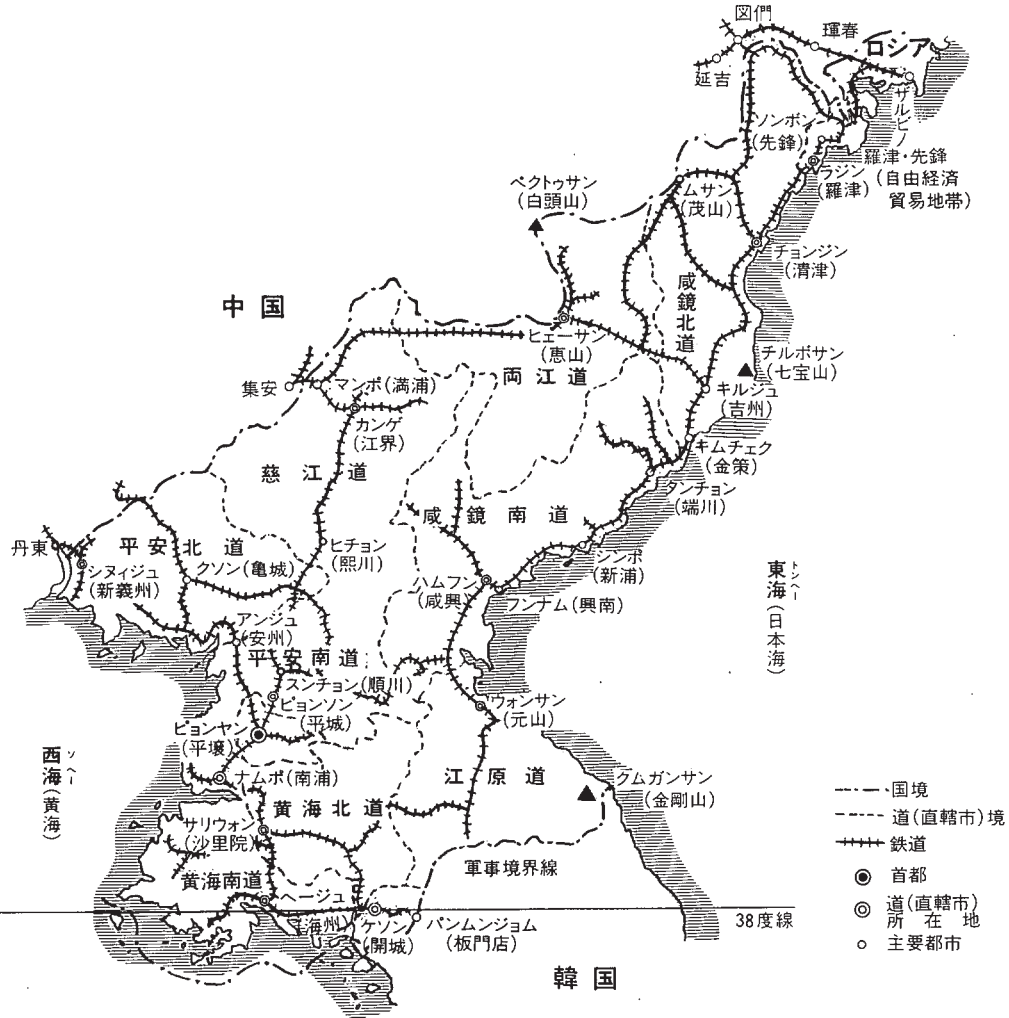 図們
琿春
ロシア
延吉
ザルビノ
ソンボン
(先鋒)
ラジン
(羅津)
羅津・先鋒
(自由経済
貿易地帯)
ペクトゥサン
(白頭山)
ムサン
(茂山)
チョンジン
(清津)
中国
咸鏡北道
ヒェーサン
(恵山)
チルボサン
(七宝山)
両江道
集安
マンポ(満浦)
キルジュ
(吉州)
カンゲ
(江界)
キムチェク
(金策)
慈江道
タンチョン
(端川)
咸鏡南道
丹東
平安北道
ヒチョン
(熙川)
シンポ
(新浦)
シヌィジュ
(新義州)
クソン(亀城)
ハムフン
(咸興)
フンナム(興南)
東海(日本海)
トンヘー
アンジュ
(安州)
平安南道
スンチョン(順川)
ピョンソン
(平城)
ウォンサン
(元山)
ピョンヤン
(平壌)
西海(黄海)
ソヘー
ナムポ(南浦)
江原道
クムガンサン
(金剛山)
黄海北道
サリウォン
(沙里院)
軍事境界線
黄海南道
ヘージュ
(海州)
ケソン
(開城)
パンムンジョム
(板門店)
38度線
韓国
国境
道(直轄市)境
鉄道
首都
道(直轄市)
所在地
主要都市